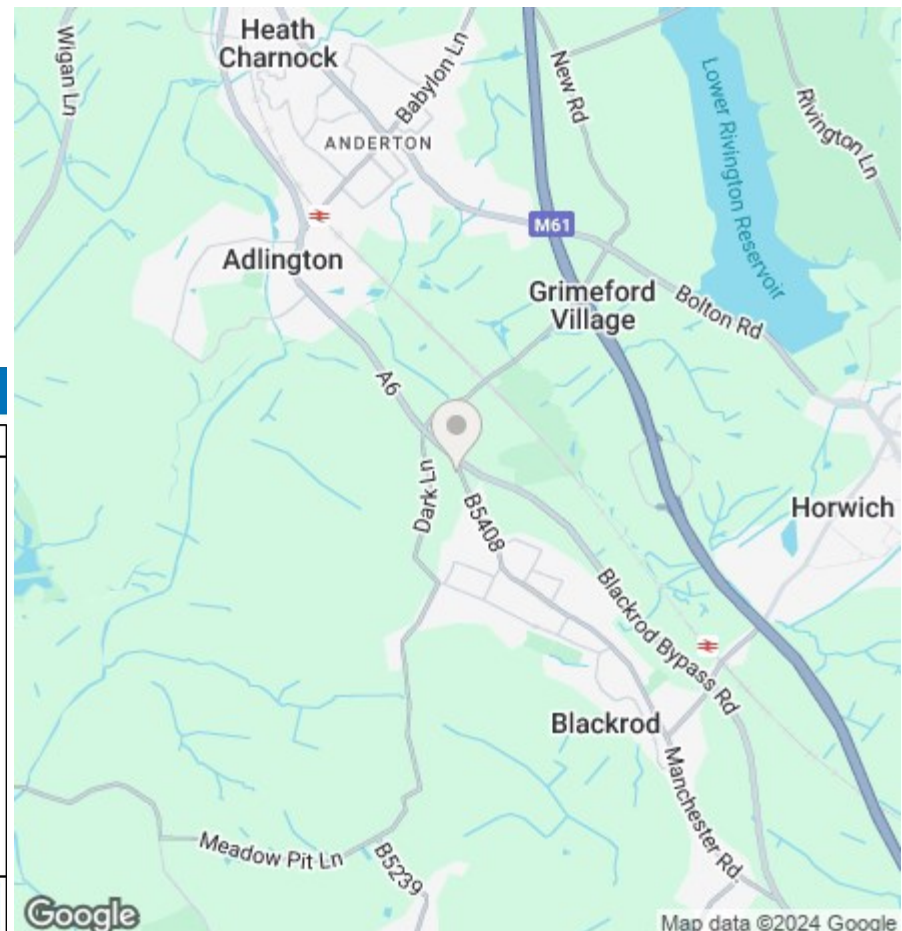 Heath
Charnock
Wigan Ln
Babylon Ln
New Rd
Lower Rivington Reservoir
Rivington Ln
ANDERTON
M61
Adlington
Grimeford
Village
Bolton Rd
A6
Dark Ln
B5408
Horwich
Blackrod Bypass Rd
Blackrod
Manchester Rd
Meadow Pit Ln
B5239
Google
Map data ©2024 Google